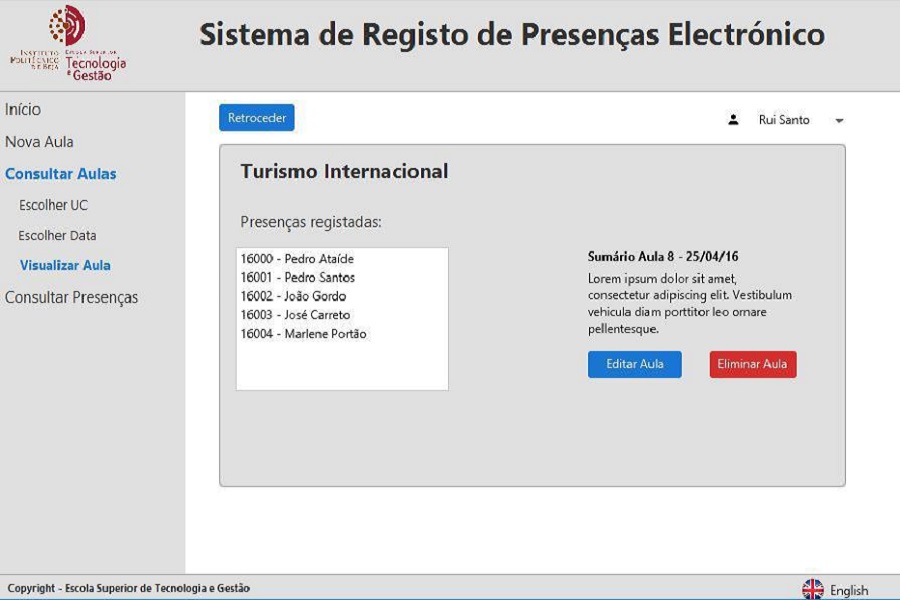 Instituto
Politécnico
de Beja
Escola Superior de
Tecnologia
e Gestão
Sistema de Registo de Presenças Electrónico
Início
Nova Aula
Consultar Aulas
Escolher UC
Escolher Data
Visualizar Aula
Consultar Presenças
Retroceder
Rui Santo
Turismo Internacional
Presenças registadas:
16000 - Pedro Ataíde
16001 - Pedro Santos
16002 - João Gordo
16003 - José Carreto
16004 - Marlene Portão
Sumário Aula 8 - 25/04/16
Lorem ipsum dolor sit amet,
consectetur adipiscing elit. Vestibulum
vehicula diam porttitor leo ornare
pellentesque.
Editar Aula
Eliminar Aula
Copyright - Escola Superior de Tecnologia e Gestão
English